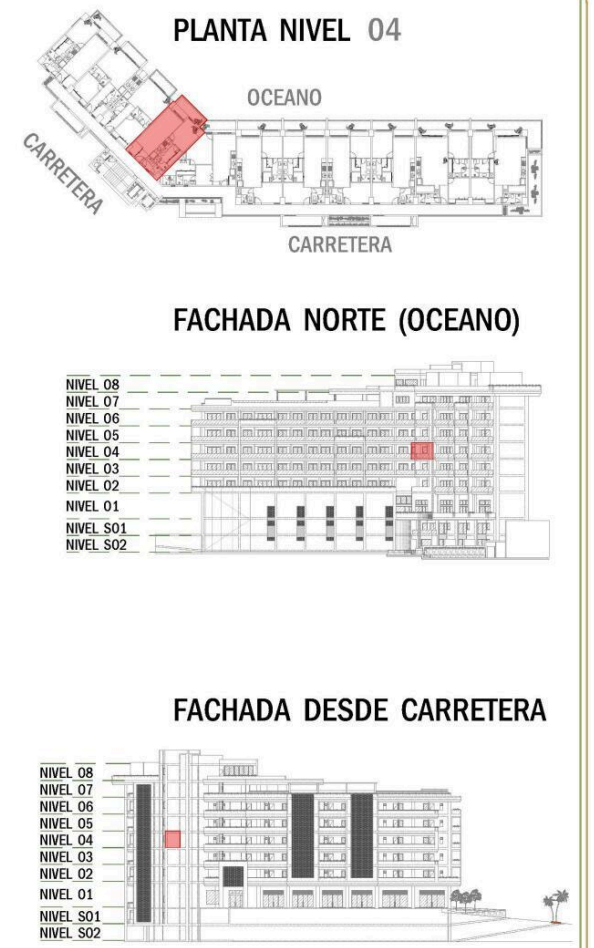 PLANTA NIVEL 04
OCEANO
CARRETERA
CARRETERA
FACHADA NORTE (OCEANO)
NIVEL 08
NIVEL 07
NIVEL 06
NIVEL 05
NIVEL 04
NIVEL 03
NIVEL 02
NIVEL 01
NIVEL S01
NIVEL S02
FACHADA DESDE CARRETERA
NIVEL 08
NIVEL 07
NIVEL 06
NIVEL 05
NIVEL 04
NIVEL 03
NIVEL 02
NIVEL 01
NIVEL S01
NIVEL S02